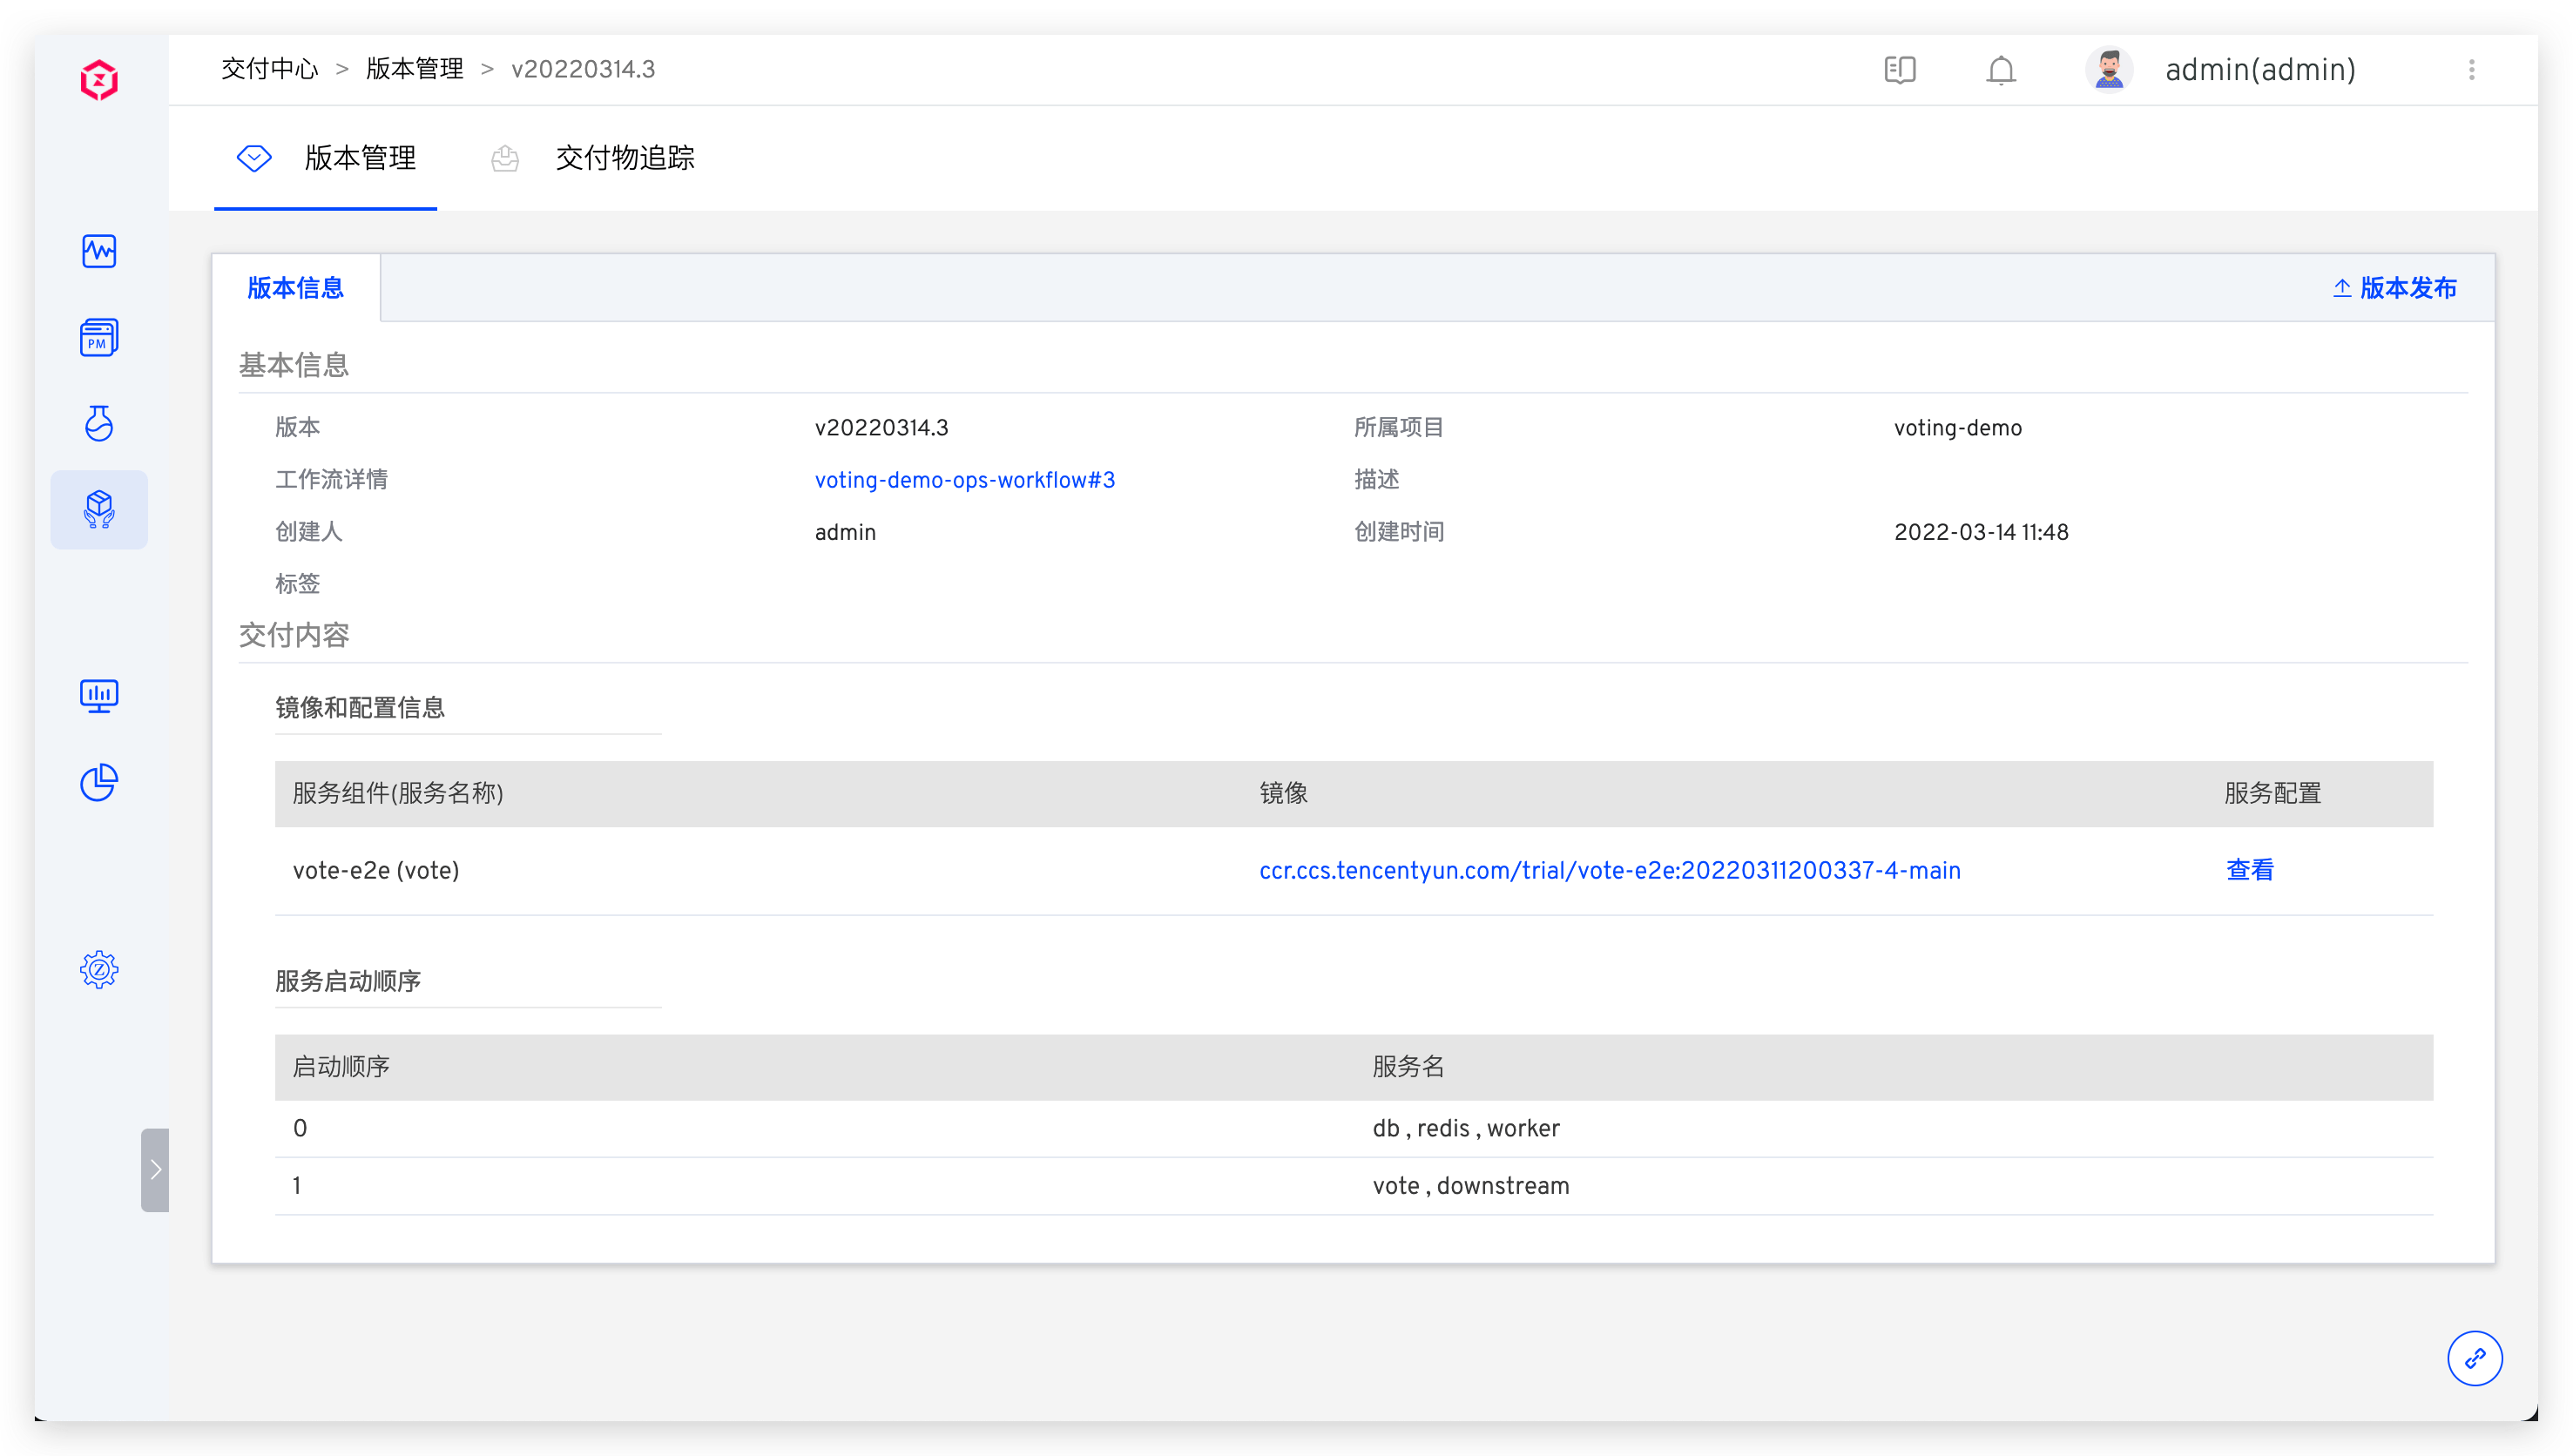 交付中心 > 版本管理 > v20220314.3
admin(admin)
版本管理
交付物追踪
PM
版本信息
版本发布
基本信息
版本 v20220314.3 所属项目 voting-demo
工作流详情 voting-demo-ops-workflow#3 描述
创建人 admin 创建时间 2022-03-14 11:48
标签
交付内容
镜像和配置信息
服务组件(服务名称) 镜像 服务配置
vote-e2e (vote) ccr.ccs.tencentyun.com/trial/vote-e2e:20220311200337-4-main 查看
服务启动顺序
启动顺序 服务名
0 db , redis , worker
1 vote , downstream